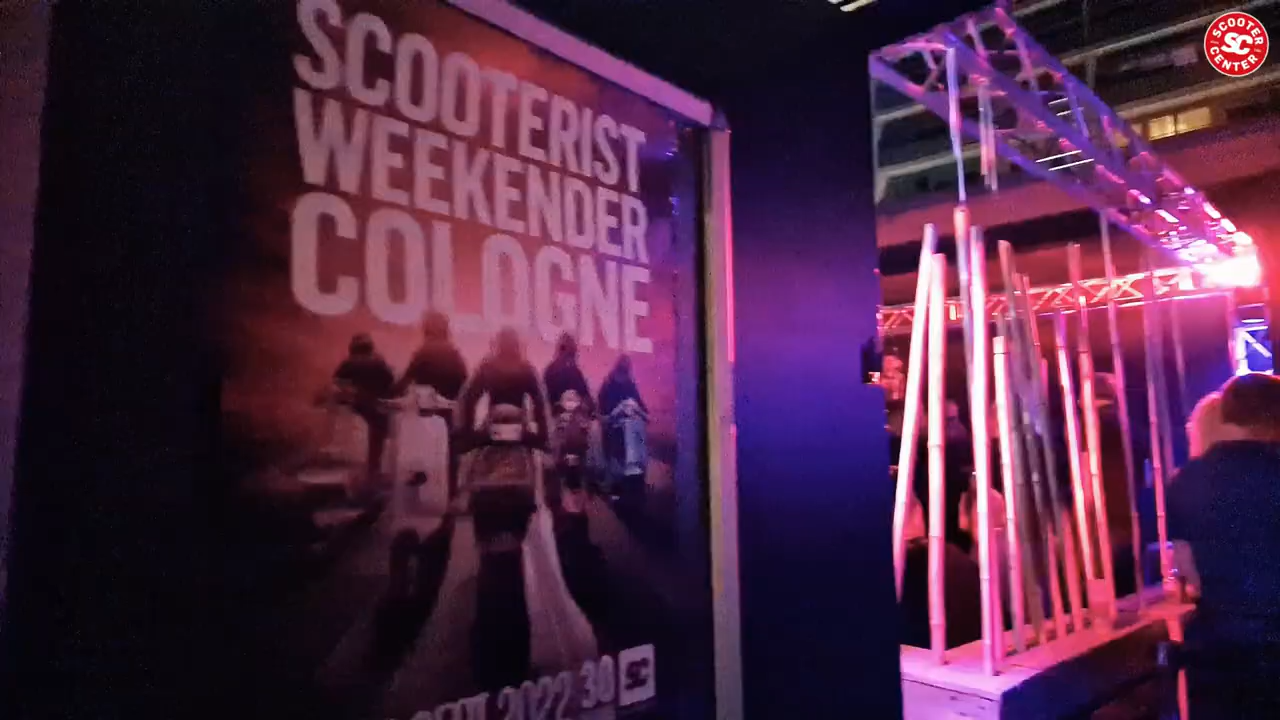 SCOOTERIST
WEEKENDER
COLOGNE
2022 30
SC
SCOOTER
SC
CENTER